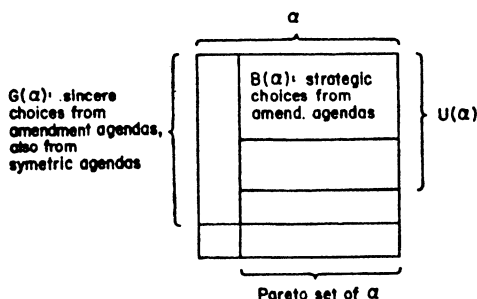 α
G(α): .sincere
choices from
amendment agendas,
also from
symetric agendas
B(α): strategic
choices from
amend. agendas
U(α)
Pareto set of α